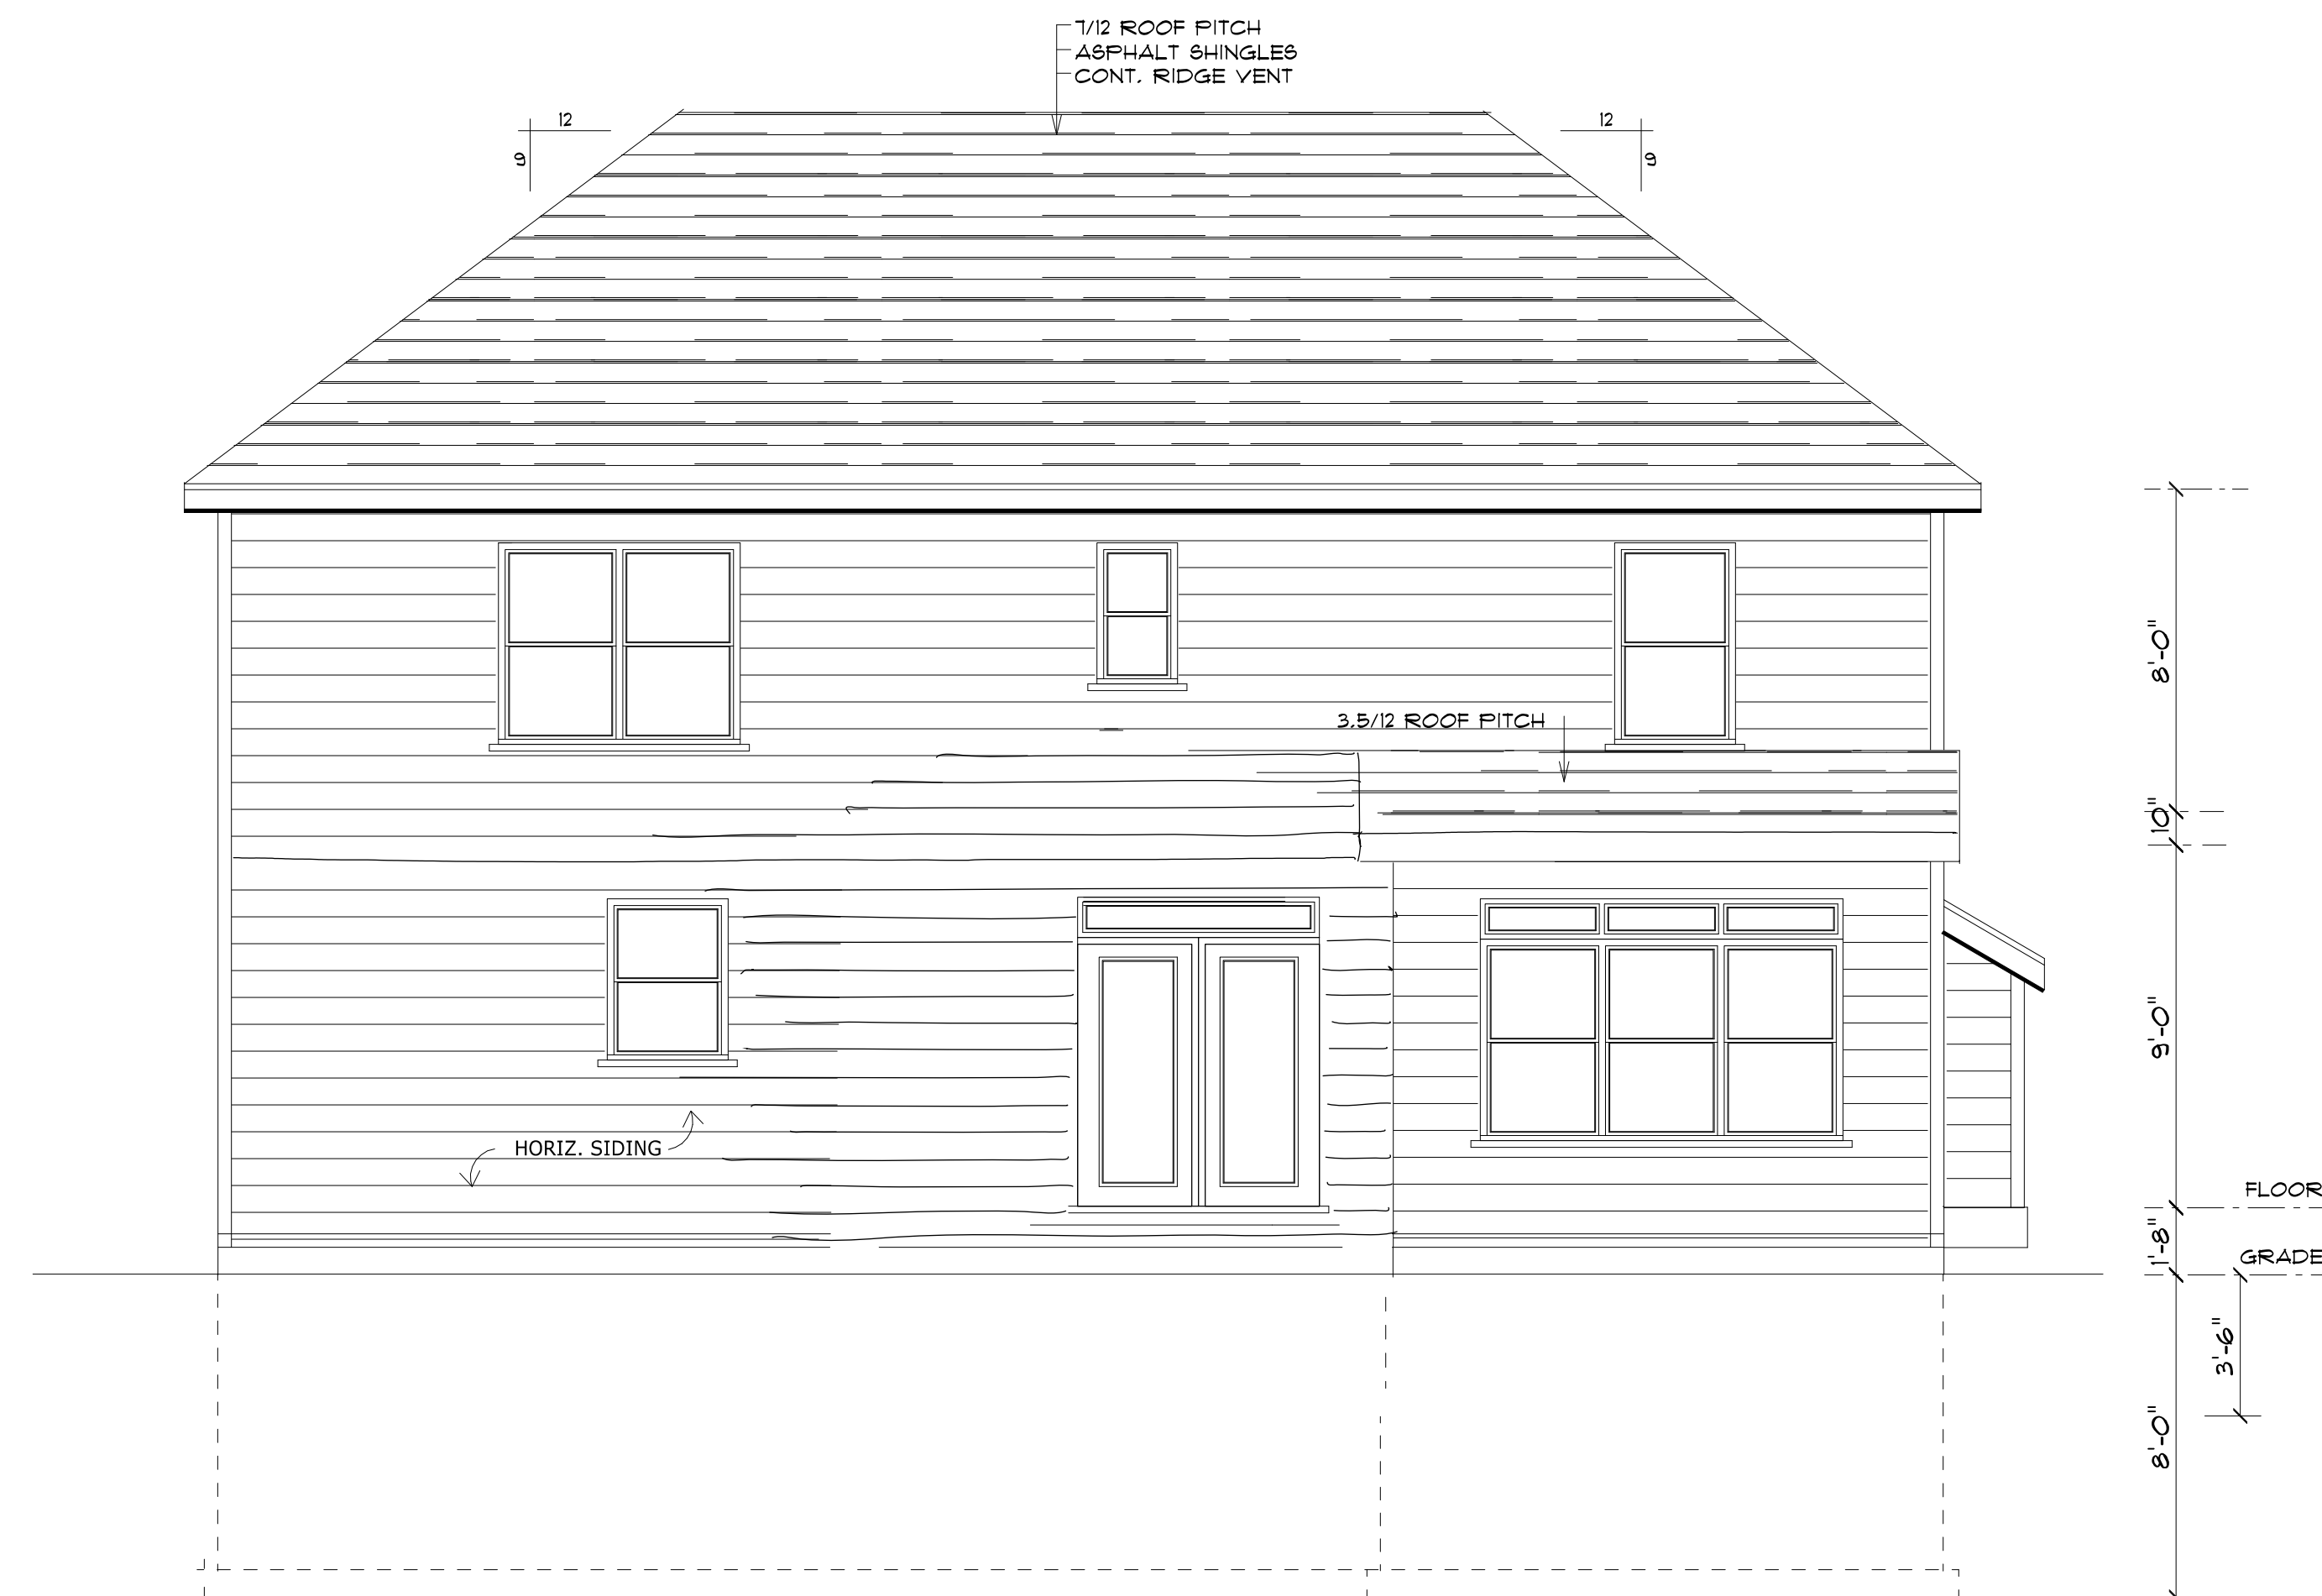 7/12 ROOF PITCH
ASPHALT SHINGLES
CONT. RIDGE VENT
12
9
12
9
8'-0"
3.5/12 ROOF PITCH
10"
9'-0"
HORIZ. SIDING
FLOOR
1'-8"
GRADE
3'-6"
8'-0"